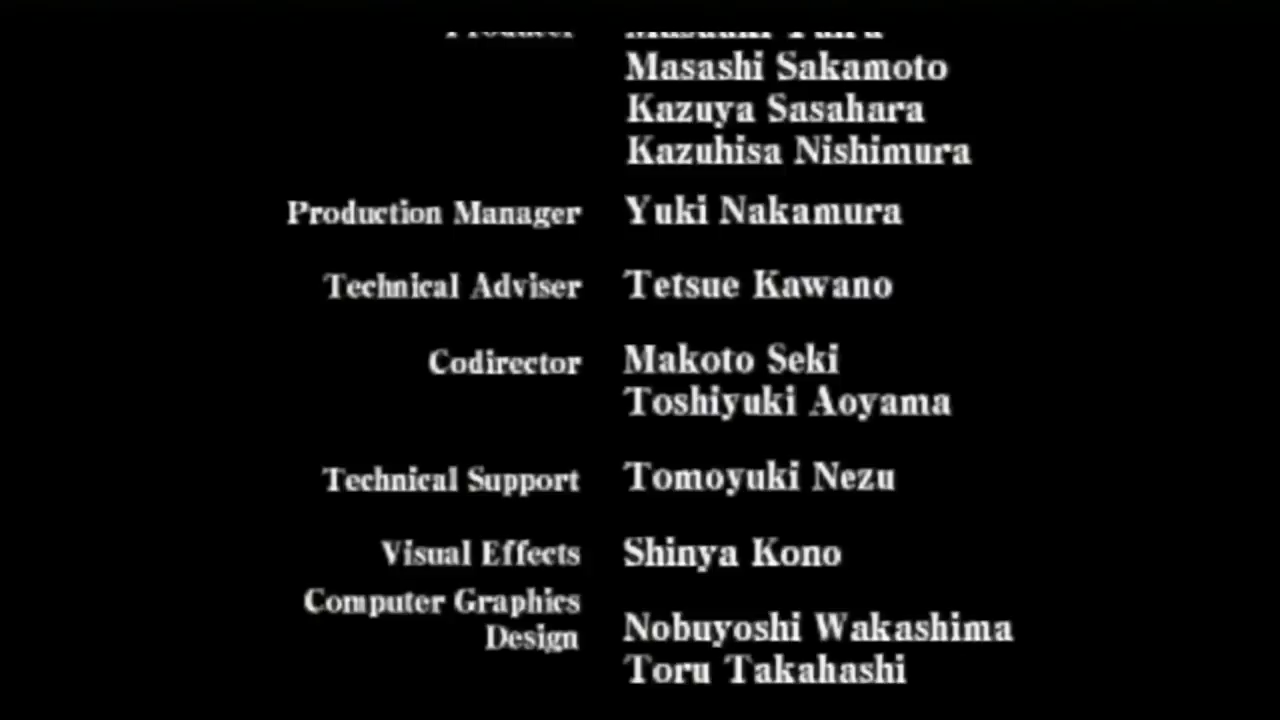 Masashi Sakamoto
Kazuya Sasahara
Kazuhisa Nishimura
Production Manager Yuki Nakamura
Technical Adviser Tetsue Kawano
Codirector Makoto Seki
Toshiyuki Aoyama
Technical Support Tomoyuki Nezu
Visual Effects Shinya Kono
Computer Graphics
Design Nobuyoshi Wakashima
Toru Takahashi